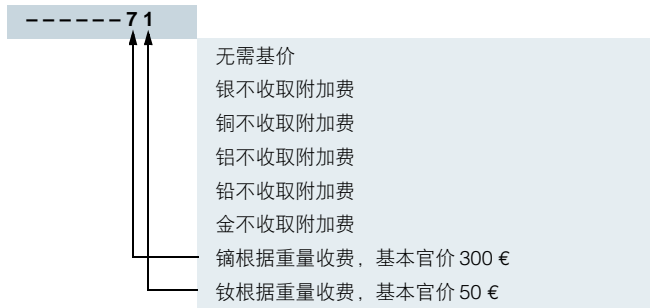 – – – – – – 7 1
无需基价
银不收取附加费
铜不收取附加费
铝不收取附加费
铅不收取附加费
金不收取附加费
镝根据重量收费，基本官价 300 €
钕根据重量收费，基本官价 50 €